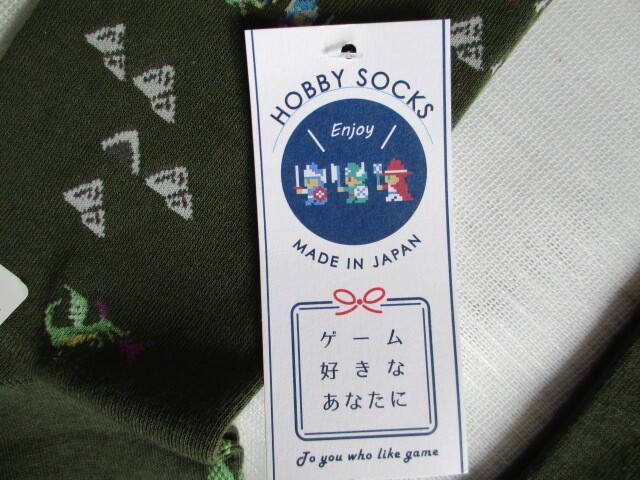 HOBBY SOCKS
Enjoy
MADE IN JAPAN
ゲーム
好きな
あなたに
To you who like game